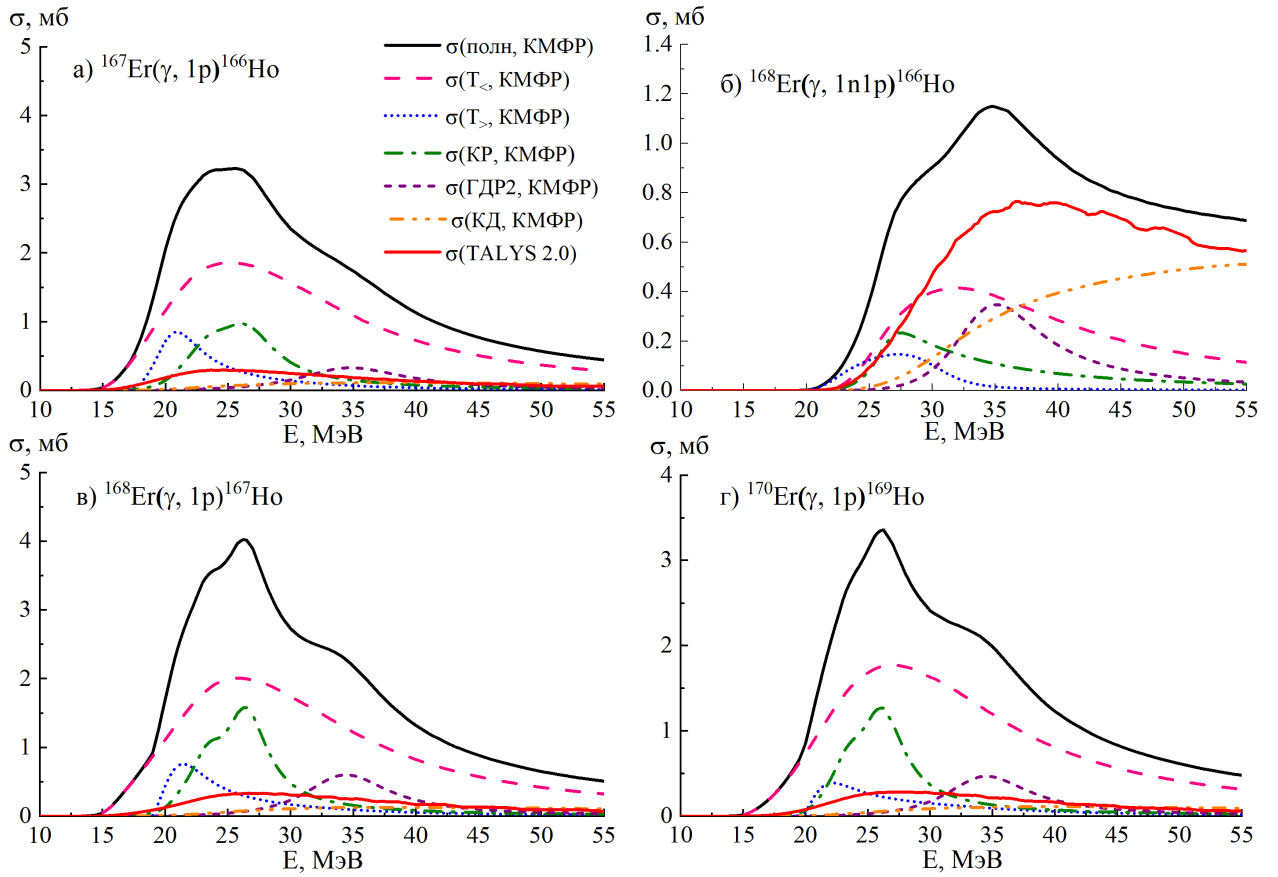 σ, мб
5
4
3
2
1
0
10 15 20 25 30 35 40 45 50 55
E, МэВ
а) ¹⁶⁷Er(γ, 1p)¹⁶⁶Ho
σ(полн, КМФР)
σ(T<, КМФР)
σ(T>, КМФР)
σ(КР, КМФР)
σ(ГДР2, КМФР)
σ(КД, КМФР)
σ(TALYS 2.0)
σ, мб
1.4
1.2
1.0
0.8
0.6
0.4
0.2
0.0
10 15 20 25 30 35 40 45 50 55
E, МэВ
б) ¹⁶⁸Er(γ, 1n1p)¹⁶⁶Ho
σ, мб
5
4
3
2
1
0
10 15 20 25 30 35 40 45 50 55
E, МэВ
в) ¹⁶⁸Er(γ, 1p)¹⁶⁷Ho
σ, мб
4
3
2
1
0
10 15 20 25 30 35 40 45 50 55
E, МэВ
г) ¹⁷⁰Er(γ, 1p)¹⁶⁹Ho